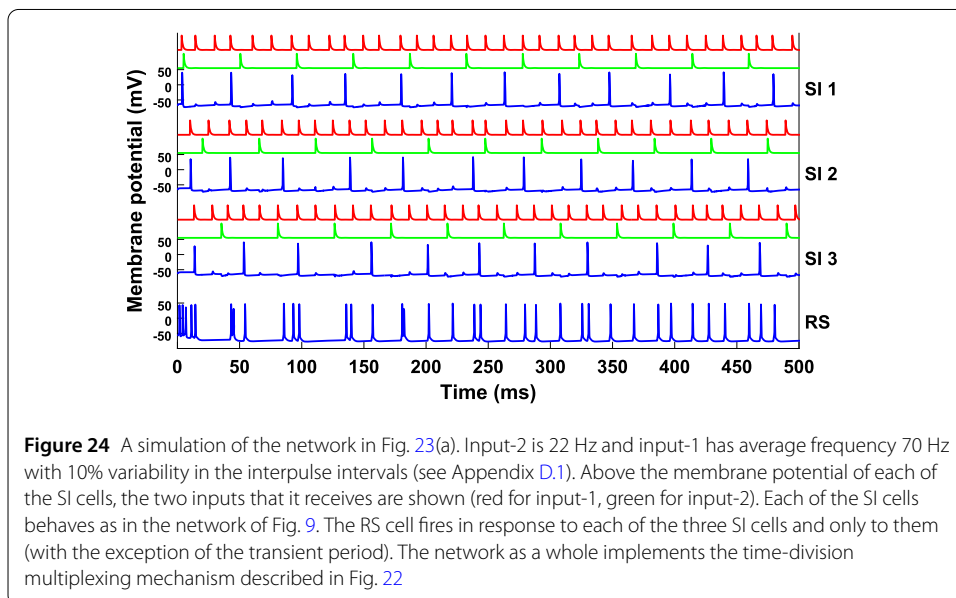 Membrane potential (mV)
50
0
-50
SI 1
50
0
-50
SI 2
50
0
-50
SI 3
50
0
-50
RS
0 50 100 150 200 250 300 350 400 450 500
Time (ms)
Figure 24 A simulation of the network in Fig. 23(a). Input-2 is 22 Hz and input-1 has average frequency 70 Hz
with 10% variability in the interpulse intervals (see Appendix D.1). Above the membrane potential of each of
the SI cells, the two inputs that it receives are shown (red for input-1, green for input-2). Each of the SI cells
behaves as in the network of Fig. 9. The RS cell fires in response to each of the three SI cells and only to them
(with the exception of the transient period). The network as a whole implements the time-division
multiplexing mechanism described in Fig. 22